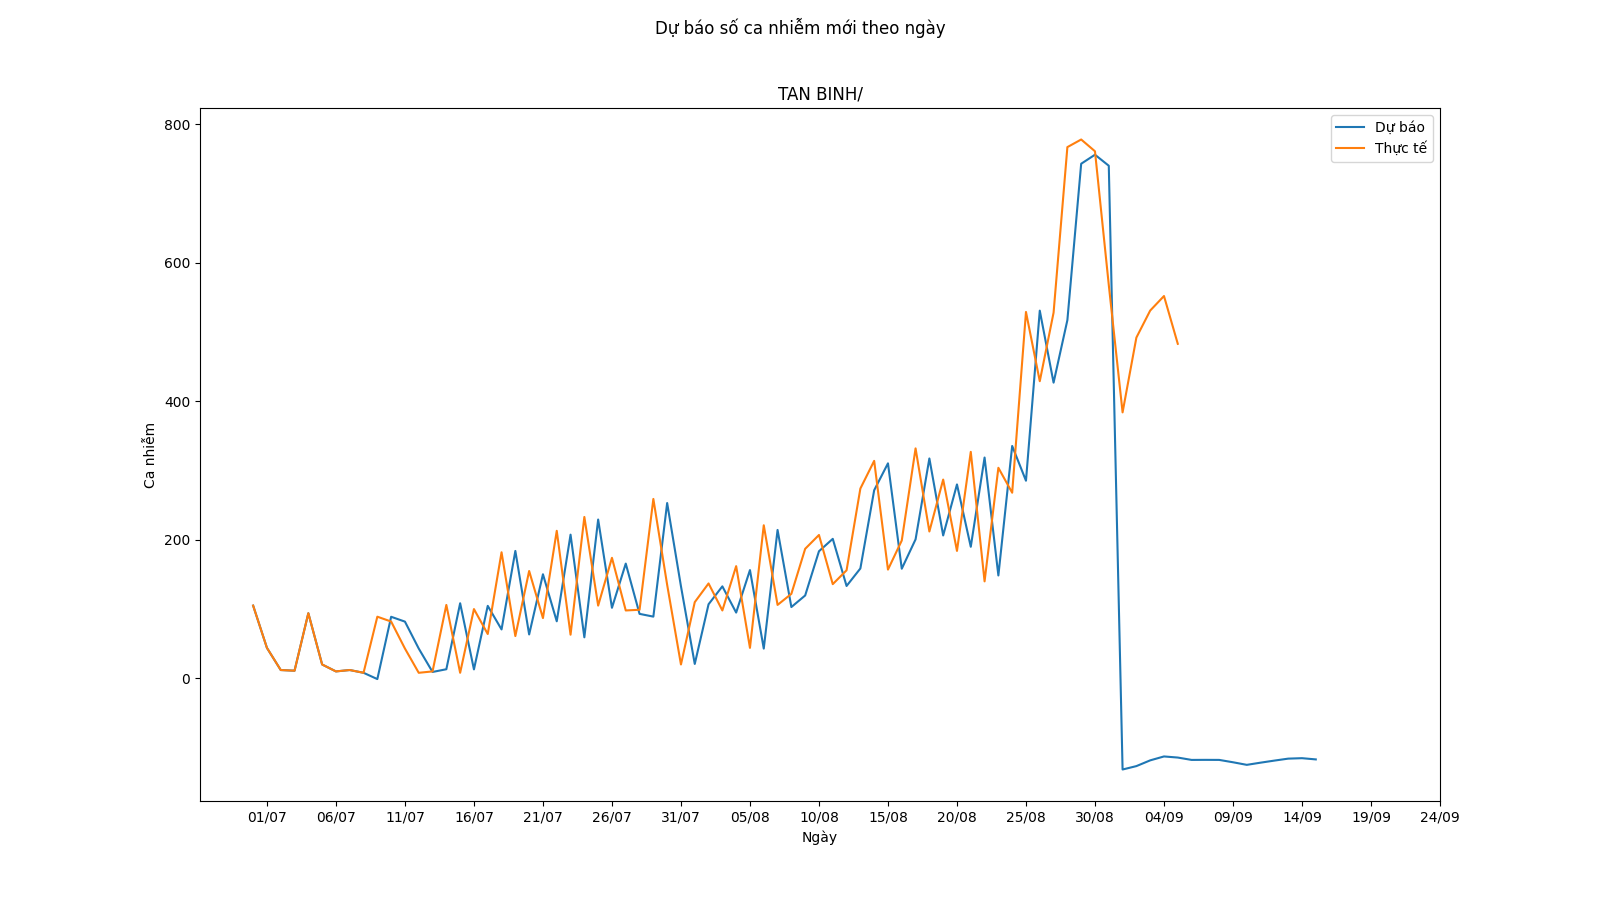 Dự báo số ca nhiễm mới theo ngày
TAN BINH/
Dự báo
Thực tế
800
600
400
200
0
Ca nhiễm
01/07 06/07 11/07 16/07 21/07 26/07 31/07 05/08 10/08 15/08 20/08 25/08 30/08 04/09 09/09 14/09 19/09 24/09
Ngày